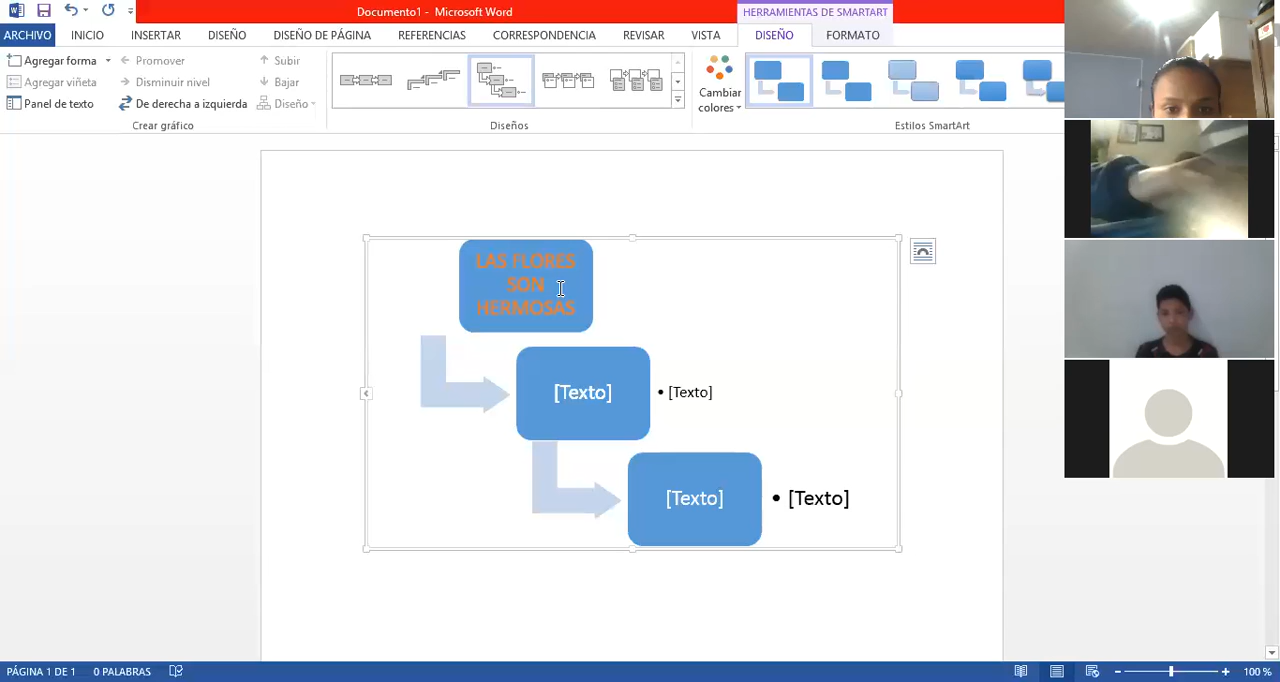 Documento1 - Microsoft Word
HERRAMIENTAS DE SMARTART
ARCHIVO INICIO INSERTAR DISEÑO DISEÑO DE PÁGINA REFERENCIAS CORRESPONDENCIA REVISAR VISTA DISEÑO FORMATO
Agregar forma Promover Subir
Agregar viñeta Disminuir nivel Bajar
Panel de texto De derecha a izquierda Diseño
Cambiar
colores
Crear gráfico Diseños Estilos SmartArt
LAS FLORES
SON
HERMOSAS
[Texto] • [Texto]
[Texto] • [Texto]
PÁGINA 1 DE 1 0 PALABRAS 100 %